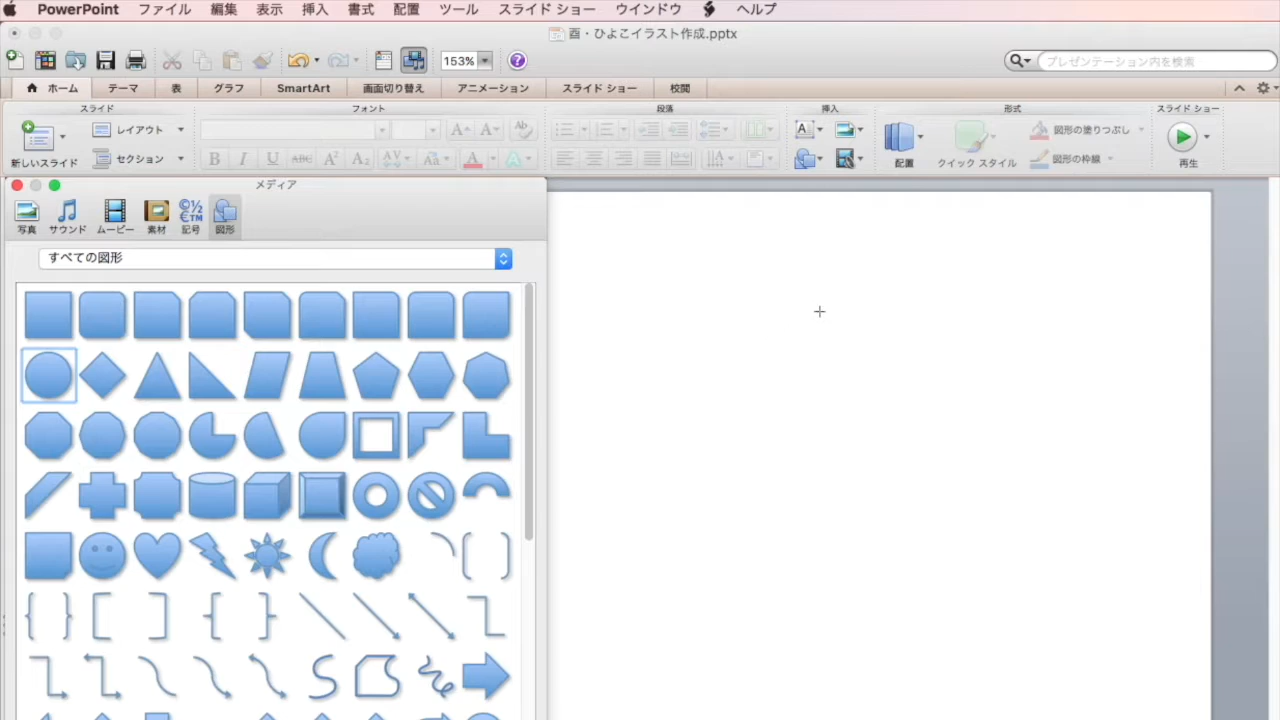 PowerPoint ファイル 編集 表示 挿入 書式 配置 ツール スライド ショー ウインドウ ヘルプ
酉・ひよこイラスト作成.pptx
153% プレゼンテーション内を検索
ホーム テーマ 表 グラフ SmartArt 画面切り替え アニメーション スライド ショー 校閲
スライド フォント 段落 挿入 形式 スライド ショー
新しいスライド レイアウト セクション 配置 クイック スタイル 図形の塗りつぶし 図形の枠線 再生
メディア
写真 サウンド ムービー 素材 記号 図形
すべての図形